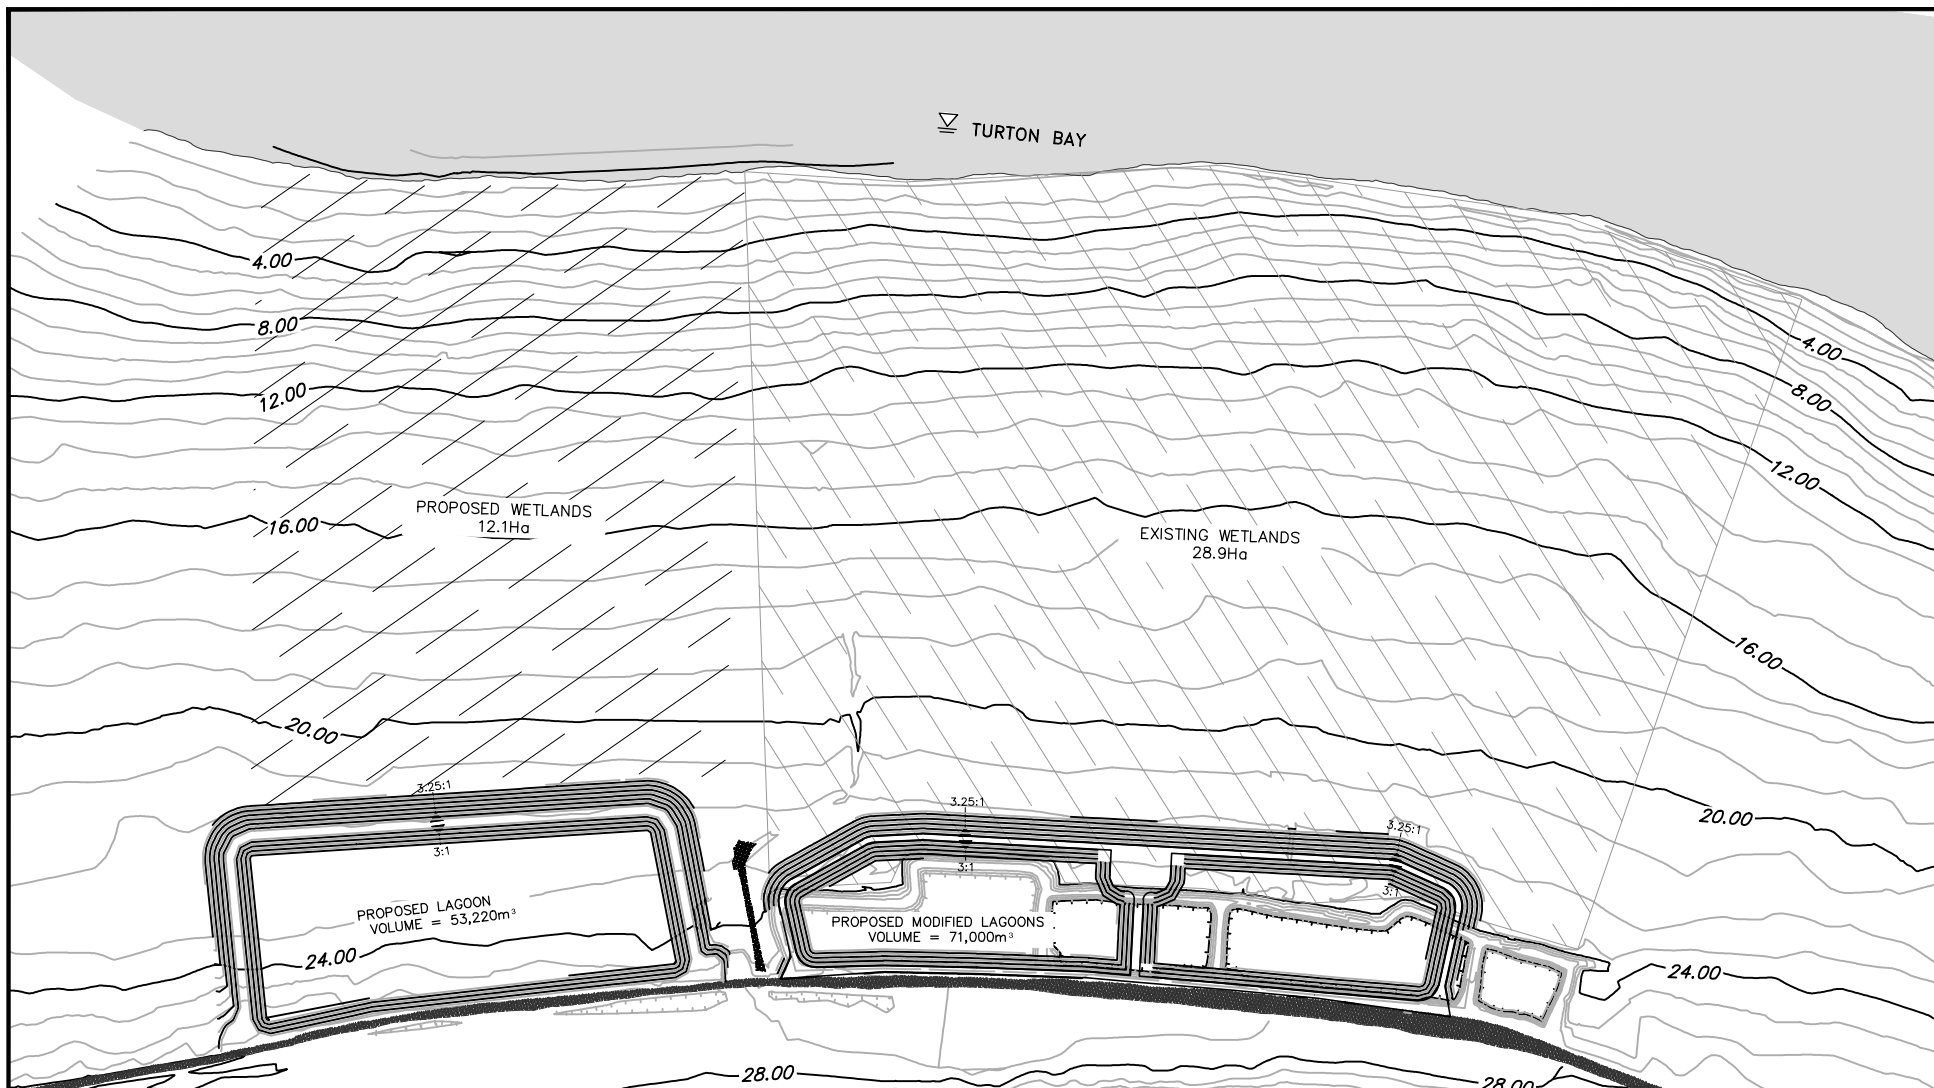 TURTON BAY
4.00
8.00
12.00
4.00
8.00
12.00
PROPOSED WETLANDS
12.1Ha
16.00
EXISTING WETLANDS
28.9Ha
16.00
20.00
20.00
3.25:1
3:1
3.25:1
3:1
3.25:1
3:1
PROPOSED LAGOON
VOLUME = 53,220m³
PROPOSED MODIFIED LAGOONS
VOLUME = 71,000m³
24.00
24.00
28.00
28.00